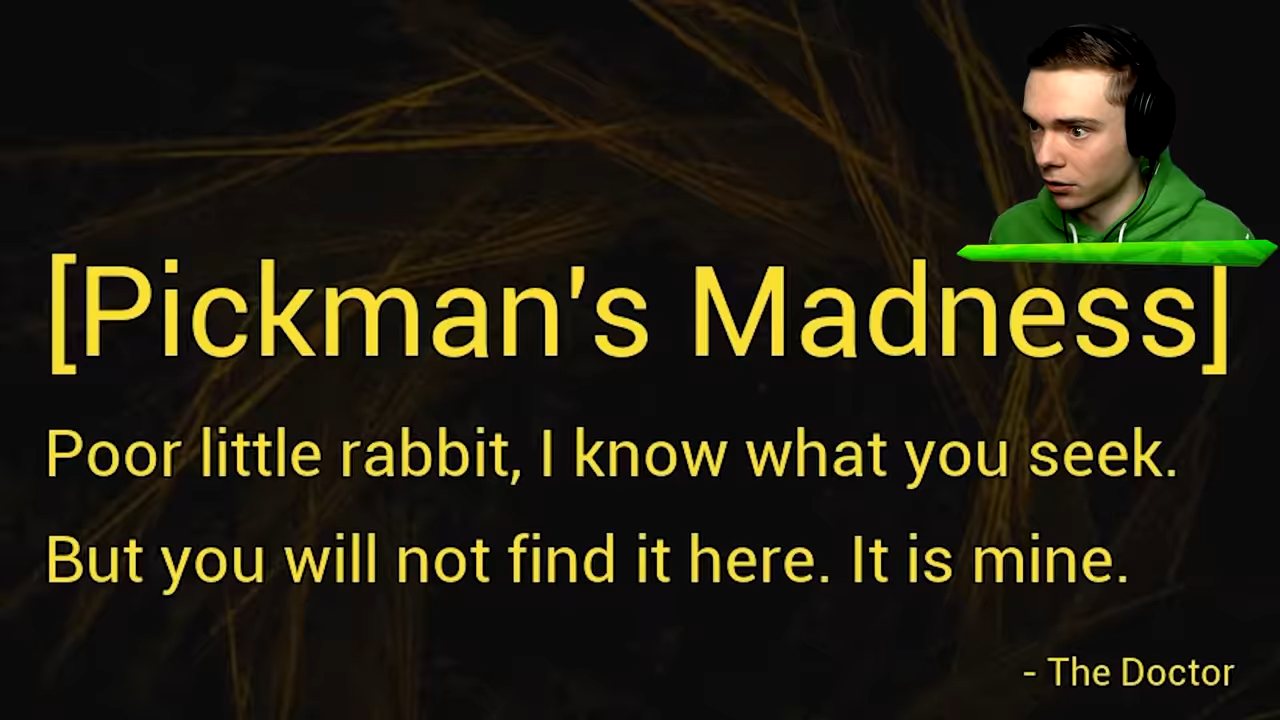 [Pickman's Madness]
Poor little rabbit, I know what you seek.
But you will not find it here. It is mine.
- The Doctor